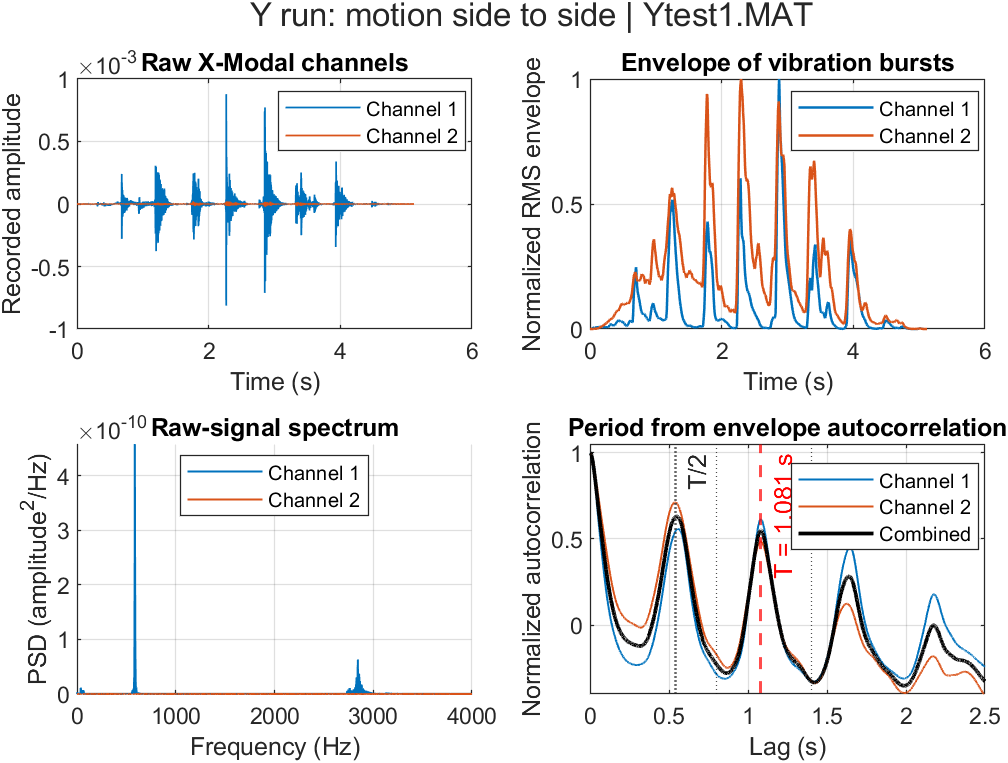 Y run: motion side to side | Ytest1.MAT
×10⁻³
Raw X-Modal channels
Recorded amplitude
1
0.5
0
-0.5
-1
Channel 1
Channel 2
0 2 4 6
Time (s)
Envelope of vibration bursts
Normalized RMS envelope
1
0.5
0
Channel 1
Channel 2
0 2 4 6
Time (s)
×10⁻¹⁰
Raw-signal spectrum
PSD (amplitude²/Hz)
4
3
2
1
0
Channel 1
Channel 2
0 1000 2000 3000 4000
Frequency (Hz)
Period from envelope autocorrelation
Normalized autocorrelation
1
0.5
0
T/2
T = 1.081 s
Channel 1
Channel 2
Combined
0 0.5 1 1.5 2 2.5
Lag (s)